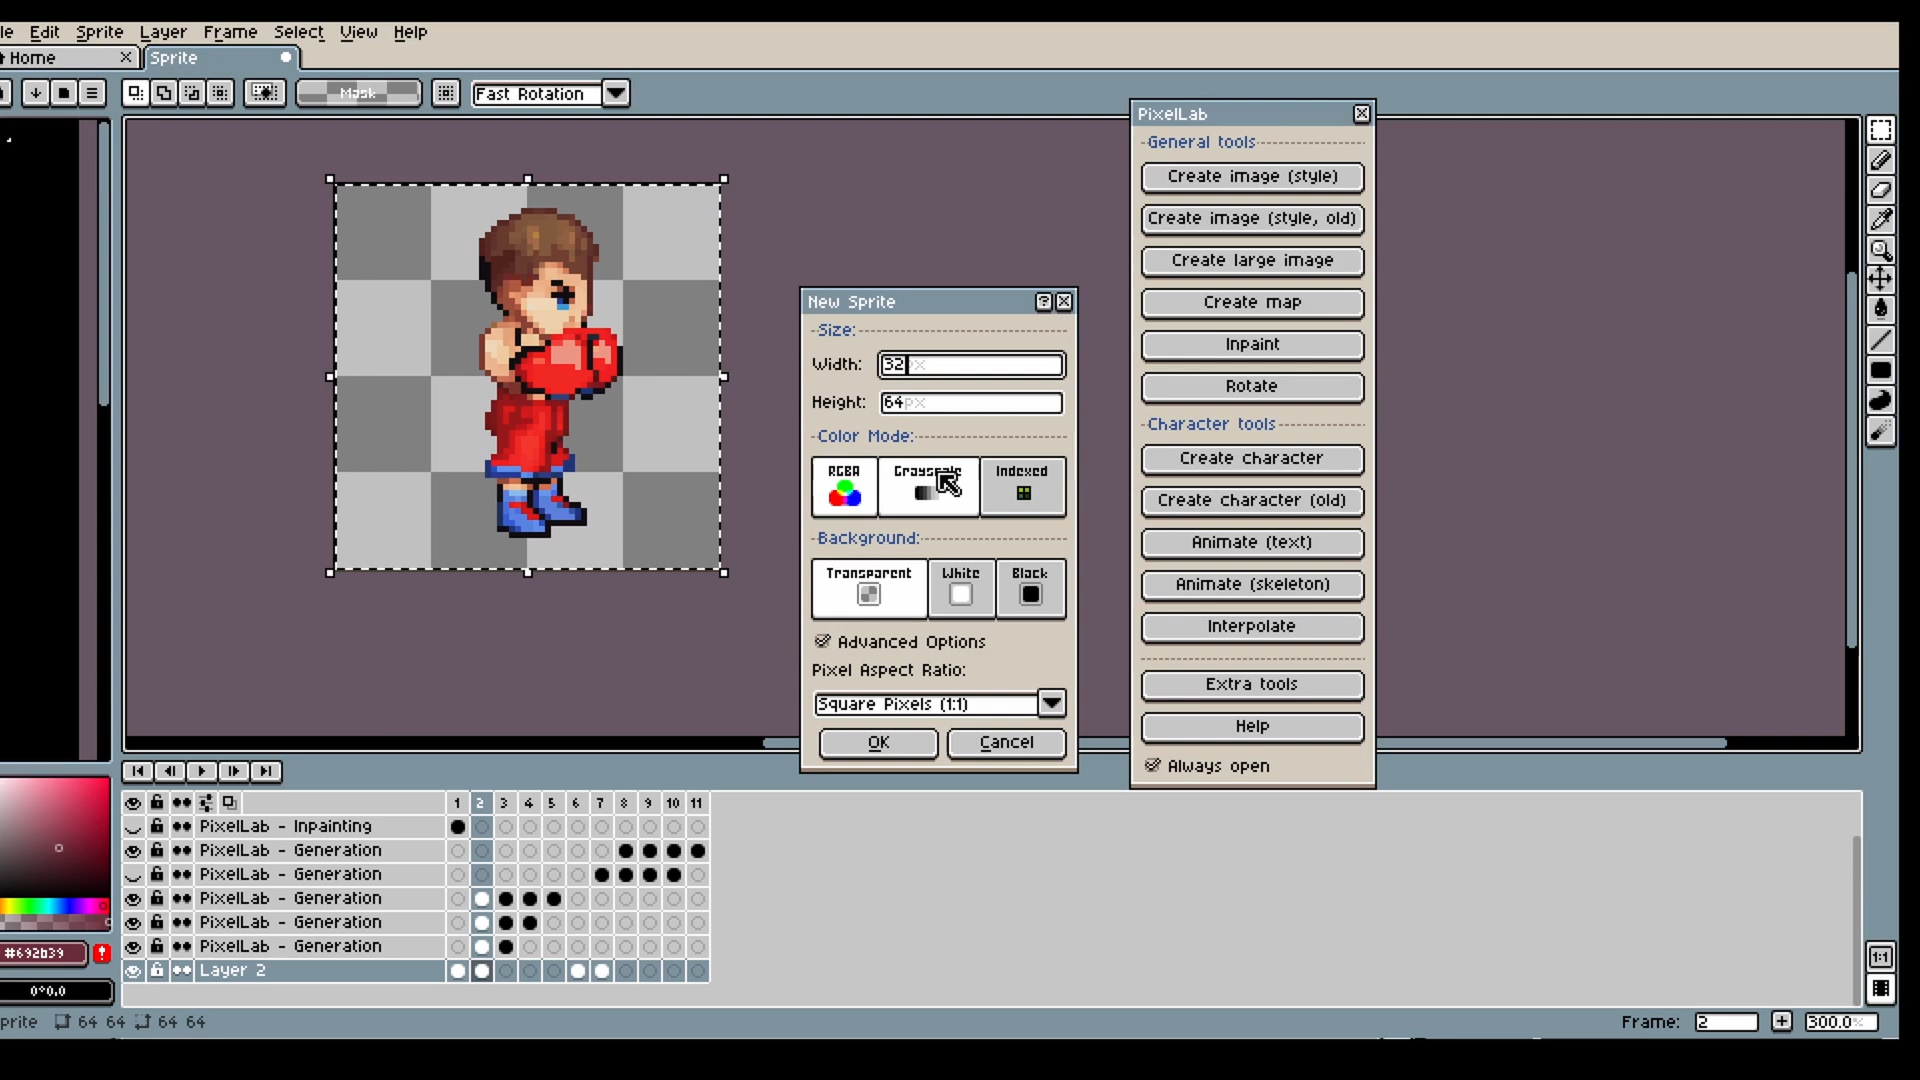 le Edit Sprite Layer Frame Select View Help
Home
Sprite
Mask
Fast Rotation
PixelLab
General tools
Create image (style)
Create image (style, old)
Create large image
Create map
Inpaint
Rotate
Character tools
Create character
Create character (old)
Animate (text)
Animate (skeleton)
Interpolate
Extra tools
Help
Always open
New Sprite
?
Size:
Width: 32px
Height: 64px
Color Mode:
RGBA Grayscale Indexed
Background:
Transparent White Black
Advanced Options
Pixel Aspect Ratio:
Square Pixels (1:1)
OK Cancel
1 2 3 4 5 6 7 8 9 10 11
PixelLab - Inpainting
PixelLab - Generation
PixelLab - Generation
PixelLab - Generation
PixelLab - Generation
PixelLab - Generation
Layer 2
#692b39
!
0°0,0
1:1
prite 64 64 64 64
Frame: 2 + 300.0%